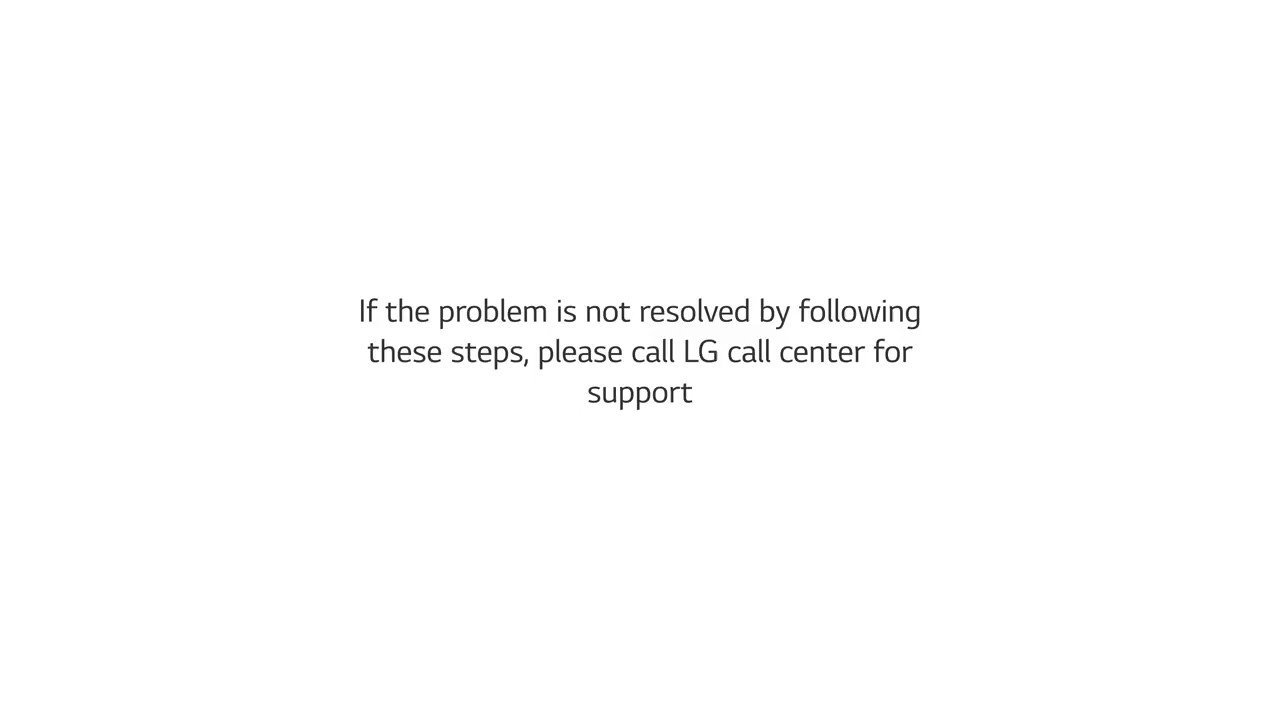 If the problem is not resolved by following
these steps, please call LG call center for
support